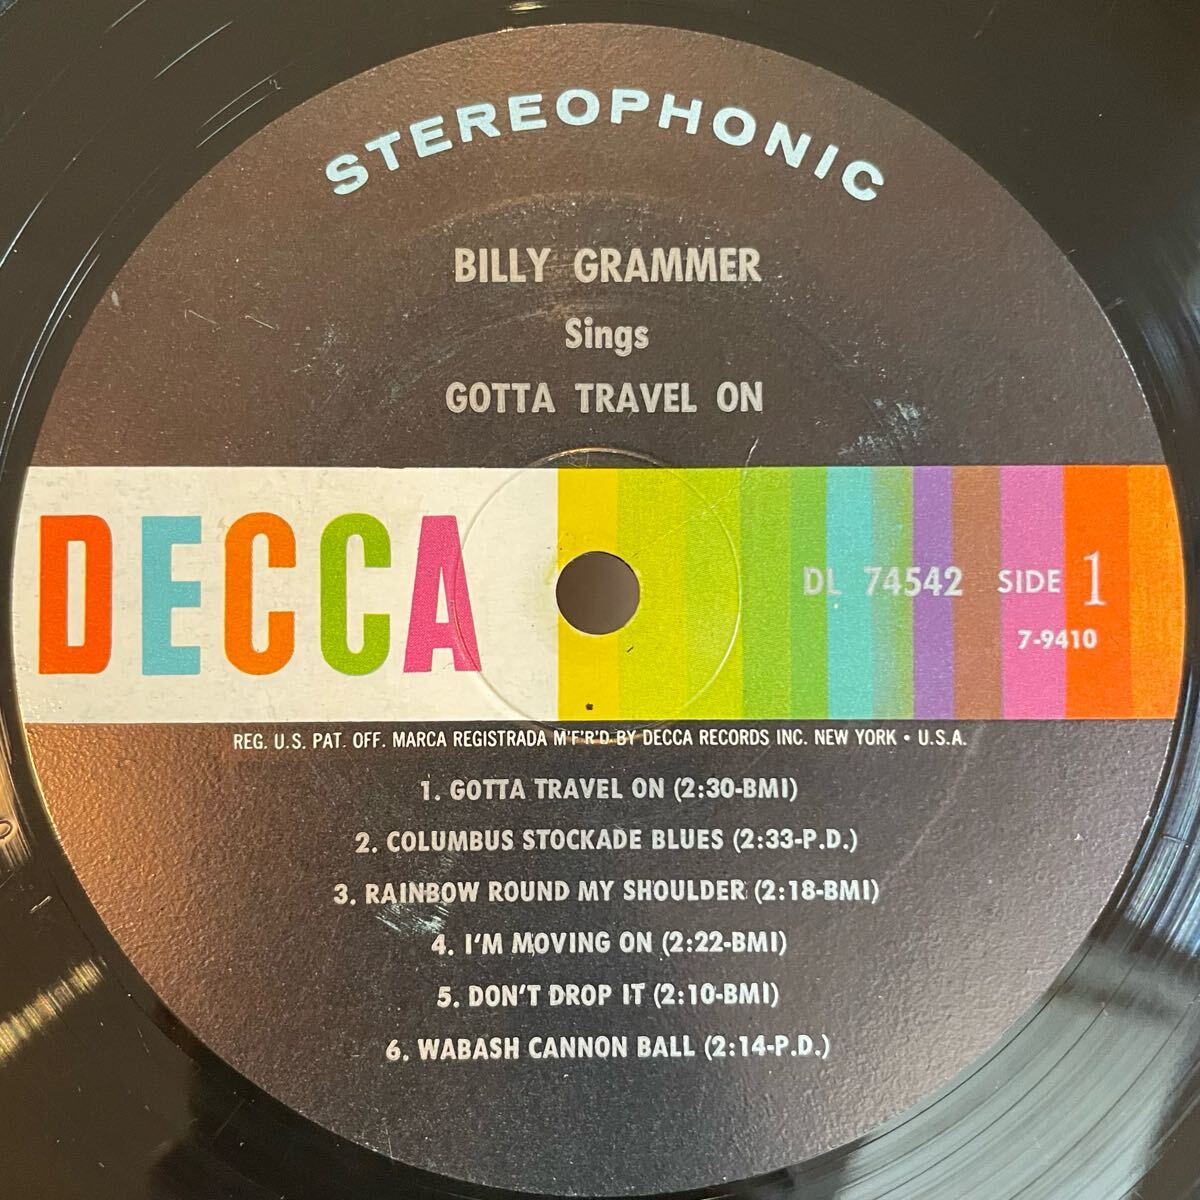 STEREOPHONIC
BILLY GRAMMER
Sings
GOTTA TRAVEL ON
DECCA
DL 74542 SIDE 1
7-9410
REG. U.S. PAT. OFF. MARCA REGISTRADA M'F'R'D BY DECCA RECORDS INC. NEW YORK • U.S.A.
1. GOTTA TRAVEL ON (2:30-BMI)
2. COLUMBUS STOCKADE BLUES (2:33-P.D.)
3. RAINBOW ROUND MY SHOULDER (2:18-BMI)
4. I'M MOVING ON (2:22-BMI)
5. DON'T DROP IT (2:10-BMI)
6. WABASH CANNON BALL (2:14-P.D.)